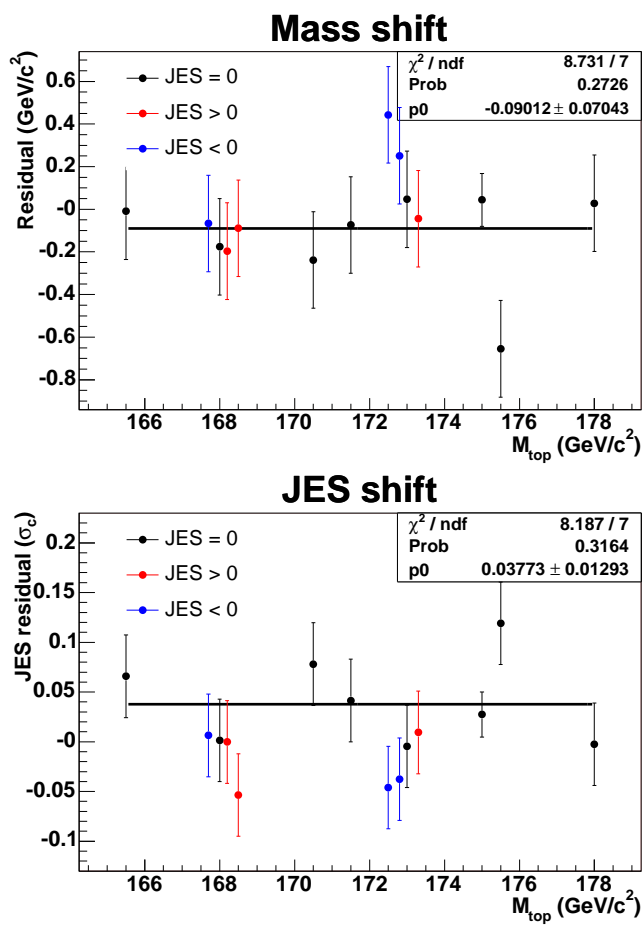 Mass shift
χ² / ndf 8.731 / 7
Prob 0.2726
p0 -0.09012 ± 0.07043
JES = 0
JES > 0
JES < 0
Residual (GeV/c²)
0.6
0.4
0.2
-0
-0.2
-0.4
-0.6
-0.8
166 168 170 172 174 176 178
M_top (GeV/c²)
JES shift
χ² / ndf 8.187 / 7
Prob 0.3164
p0 0.03773 ± 0.01293
JES = 0
JES > 0
JES < 0
JES residual (σ_c)
0.2
0.15
0.1
0.05
-0
-0.05
-0.1
166 168 170 172 174 176 178
M_top (GeV/c²)